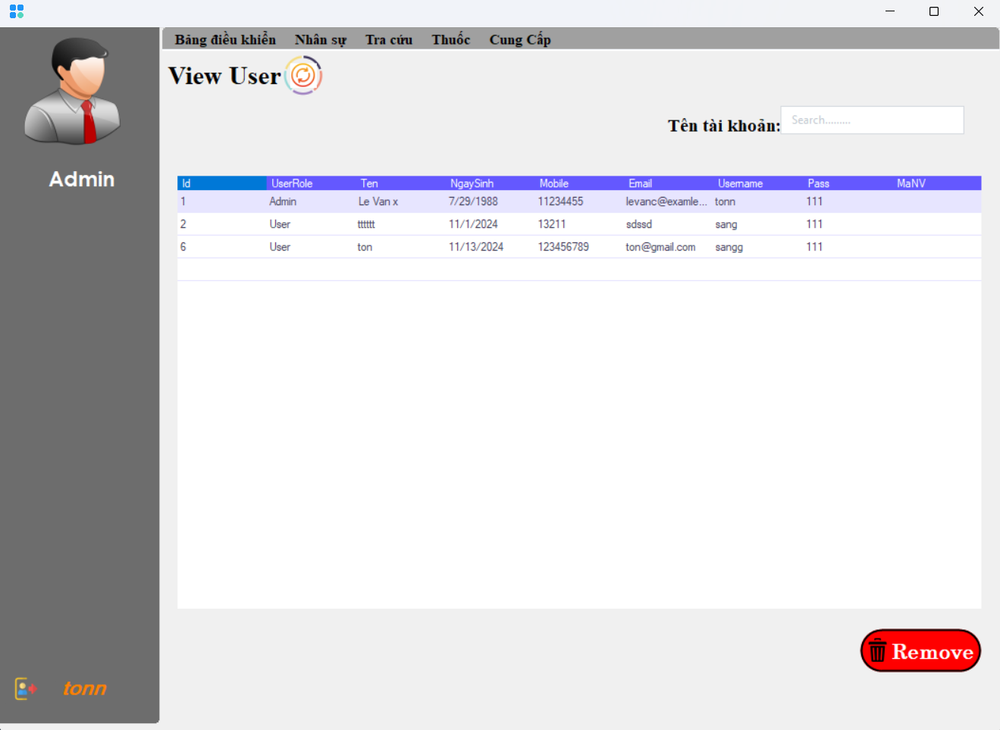 Bảng điều khiển Nhân sự Tra cứu Thuốc Cung Cấp
View User
Tên tài khoản: Search.........
Admin
Id UserRole Ten NgaySinh Mobile Email Username Pass MaNV
1 Admin Le Van x 7/29/1988 11234455 levanc@examle... tonn 111
2 User tttttt 11/1/2024 13211 sdssd sang 111
6 User ton 11/13/2024 123456789 ton@gmail.com sangg 111
Remove
tonn